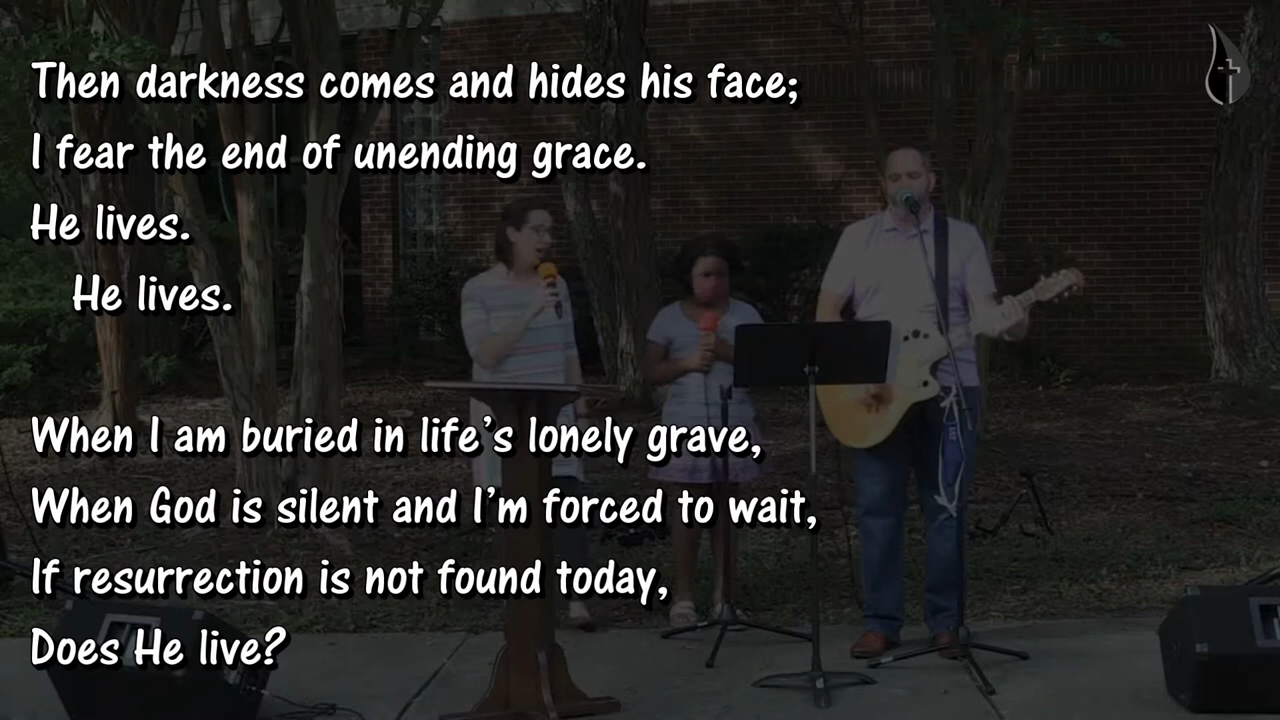 Then darkness comes and hides his face;
I fear the end of unending grace.
He lives.
He lives.
When I am buried in life’s lonely grave,
When God is silent and I’m forced to wait,
If resurrection is not found today,
Does He live?